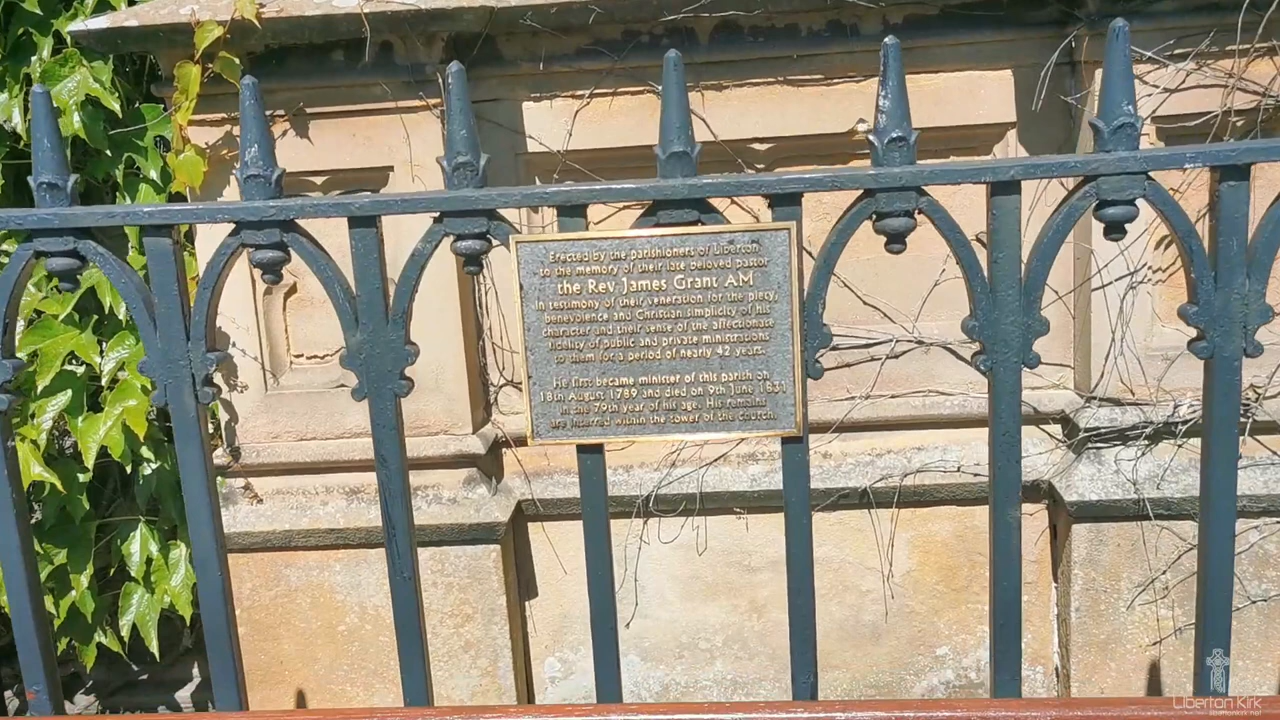 Erected by the parishioners of Liberton
to the memory of their late beloved pastor
the Rev James Grant AM
In testimony of their veneration for the piety,
benevolence and Christian simplicity of his
character and their sense of the affectionate
fidelity of public and private ministrations
to them for a period of nearly 42 years.
He first became minister of this parish on
18th August 1789 and died on 9th June 1831
in the 79th year of his age. His remains
are interred within the tower of the church.
Liberton Kirk
libertonkirk.net